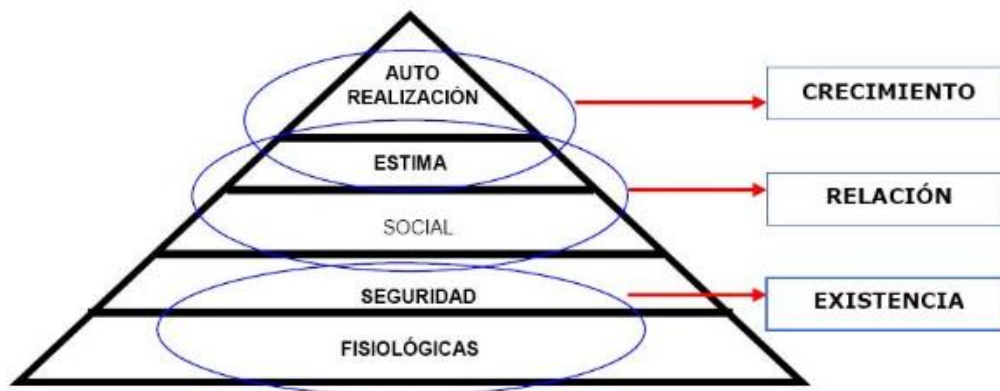 AUTO
REALIZACIÓN
CRECIMIENTO
ESTIMA
RELACIÓN
SOCIAL
SEGURIDAD
EXISTENCIA
FISIOLÓGICAS